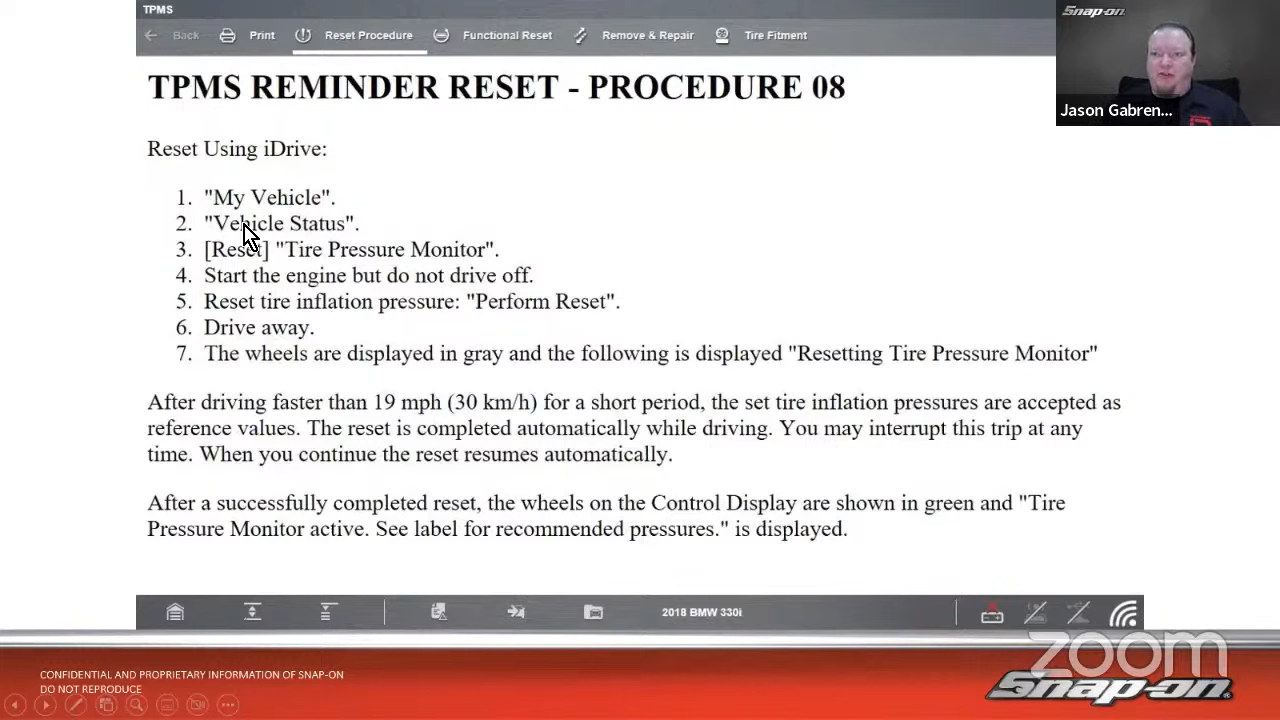 TPMS
Snap-on
Back
Print
Reset Procedure
Functional Reset
Remove & Repair
Tire Fitment
TPMS REMINDER RESET - PROCEDURE 08
Jason Gabren...
Reset Using iDrive:
1. "My Vehicle".
2. "Vehicle Status".
3. [Reset] "Tire Pressure Monitor".
4. Start the engine but do not drive off.
5. Reset tire inflation pressure: "Perform Reset".
6. Drive away.
7. The wheels are displayed in gray and the following is displayed "Resetting Tire Pressure Monitor"
After driving faster than 19 mph (30 km/h) for a short period, the set tire inflation pressures are accepted as
reference values. The reset is completed automatically while driving. You may interrupt this trip at any
time. When you continue the reset resumes automatically.
After a successfully completed reset, the wheels on the Control Display are shown in green and "Tire
Pressure Monitor active. See label for recommended pressures." is displayed.
2018 BMW 330i
zoom
CONFIDENTIAL AND PROPRIETARY INFORMATION OF SNAP-ON
DO NOT REPRODUCE
Snap-on